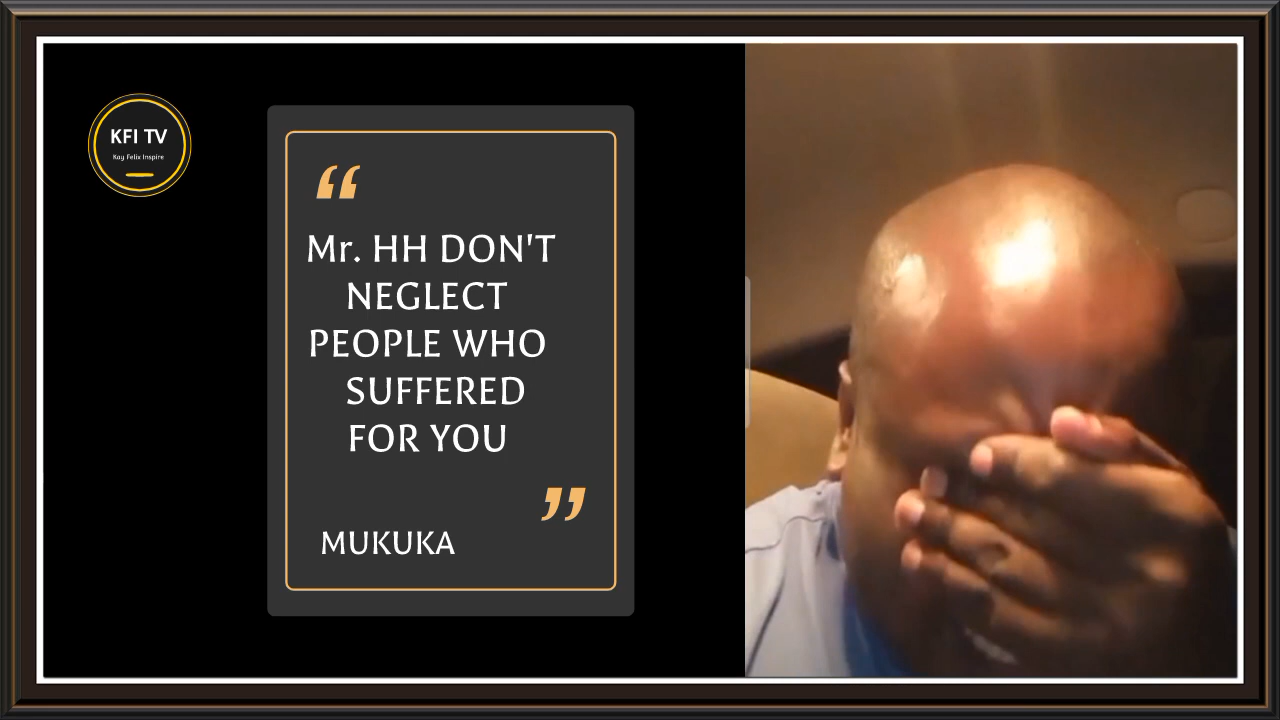 KFI TV
Kay Felix Inspire
“
Mr. HH DON'T
NEGLECT
PEOPLE WHO
SUFFERED
FOR YOU
”
MUKUKA